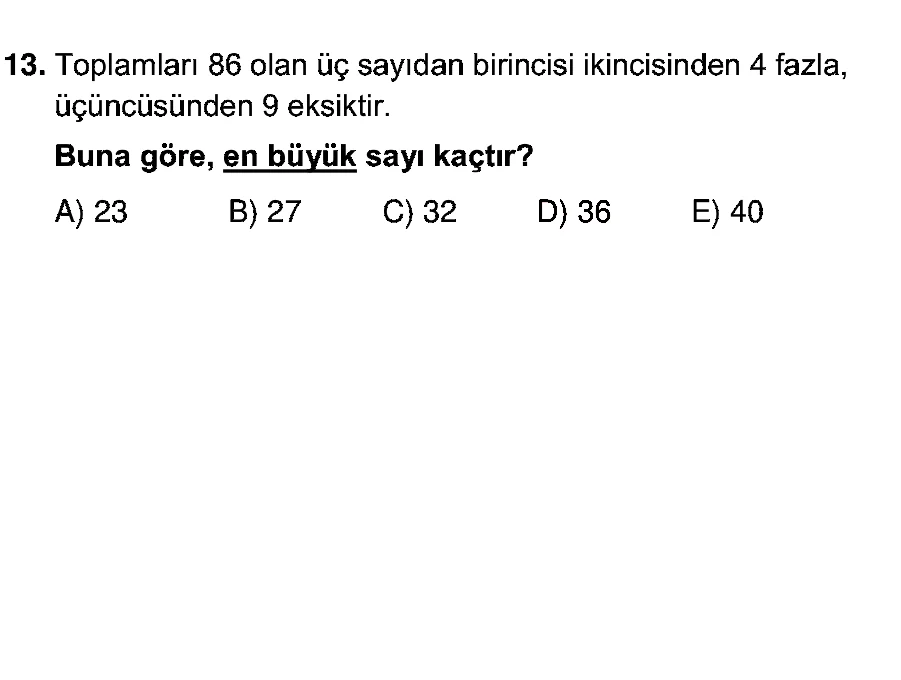 13. Toplamları 86 olan üç sayıdan birincisi ikincisinden 4 fazla,
üçüncüsünden 9 eksiktir.
Buna göre, en büyük sayı kaçtır?
A) 23 B) 27 C) 32 D) 36 E) 40